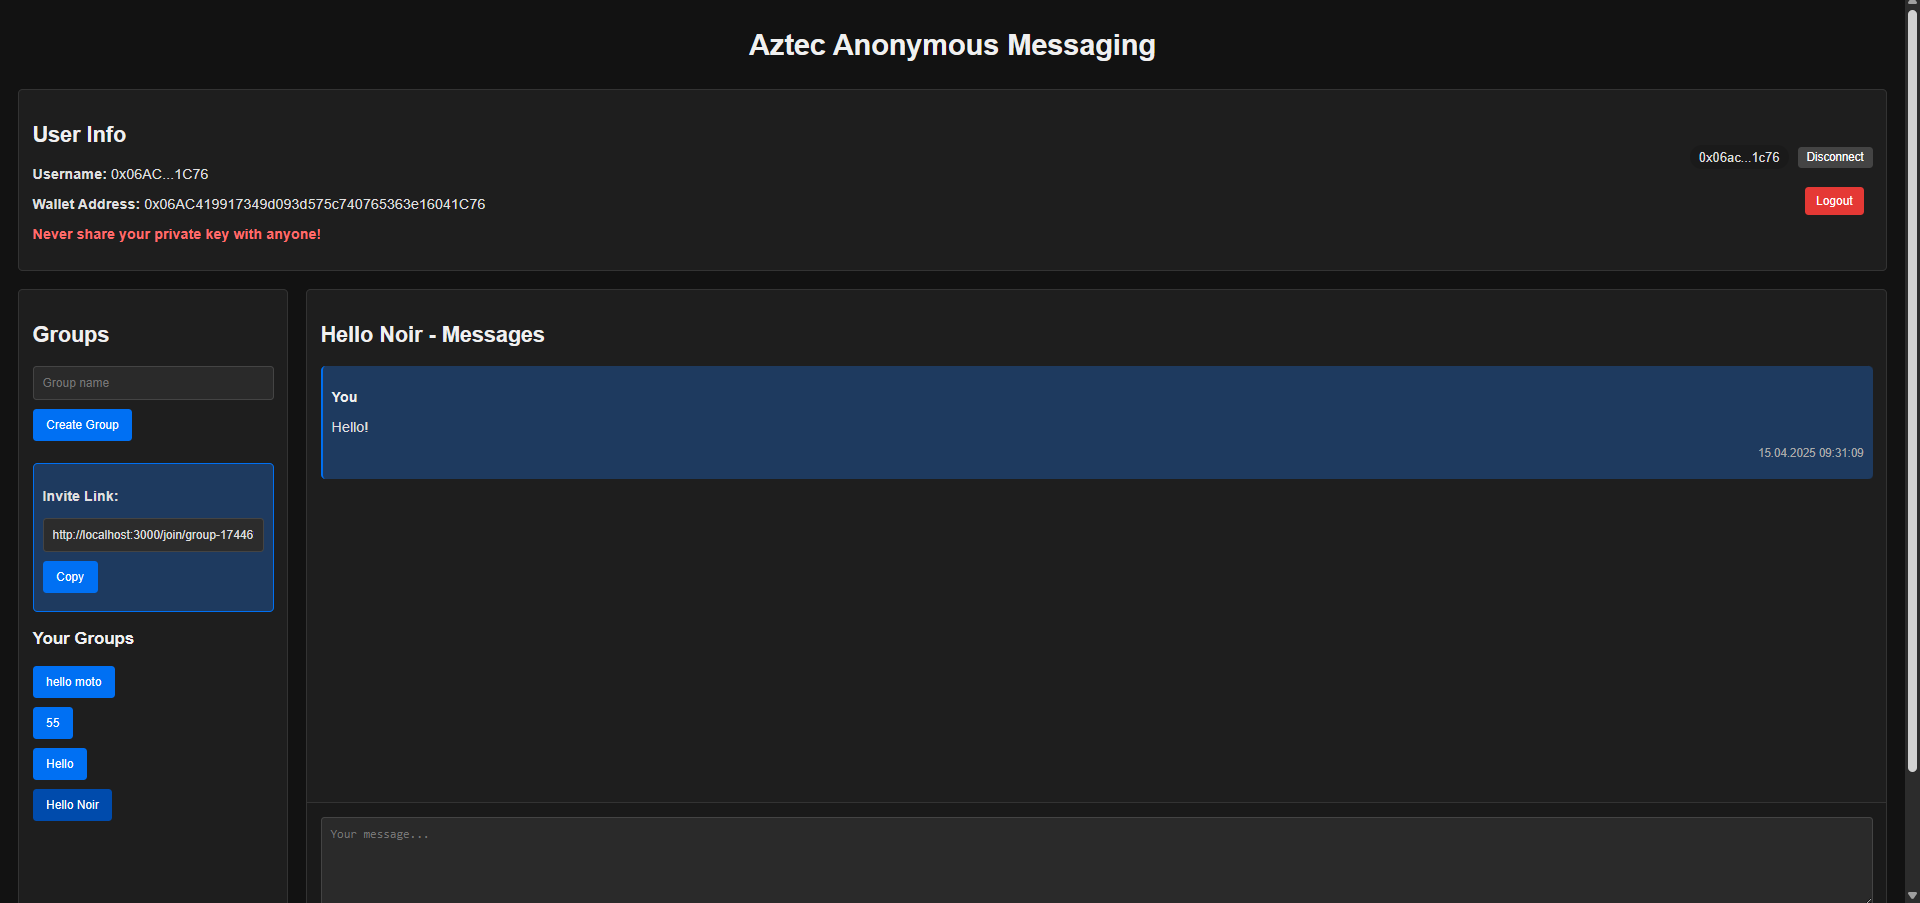 Aztec Anonymous Messaging
User Info
Username: 0x06AC...1C76
Wallet Address: 0x06AC419917349d093d575c740765363e16041C76
Never share your private key with anyone!
0x06ac...1c76
Disconnect
Logout
Groups
Group name
Create Group
Invite Link:
http://localhost:3000/join/group-17446
Copy
Your Groups
hello moto
55
Hello
Hello Noir
Hello Noir - Messages
You
Hello!
15.04.2025 09:31:09
Your message...